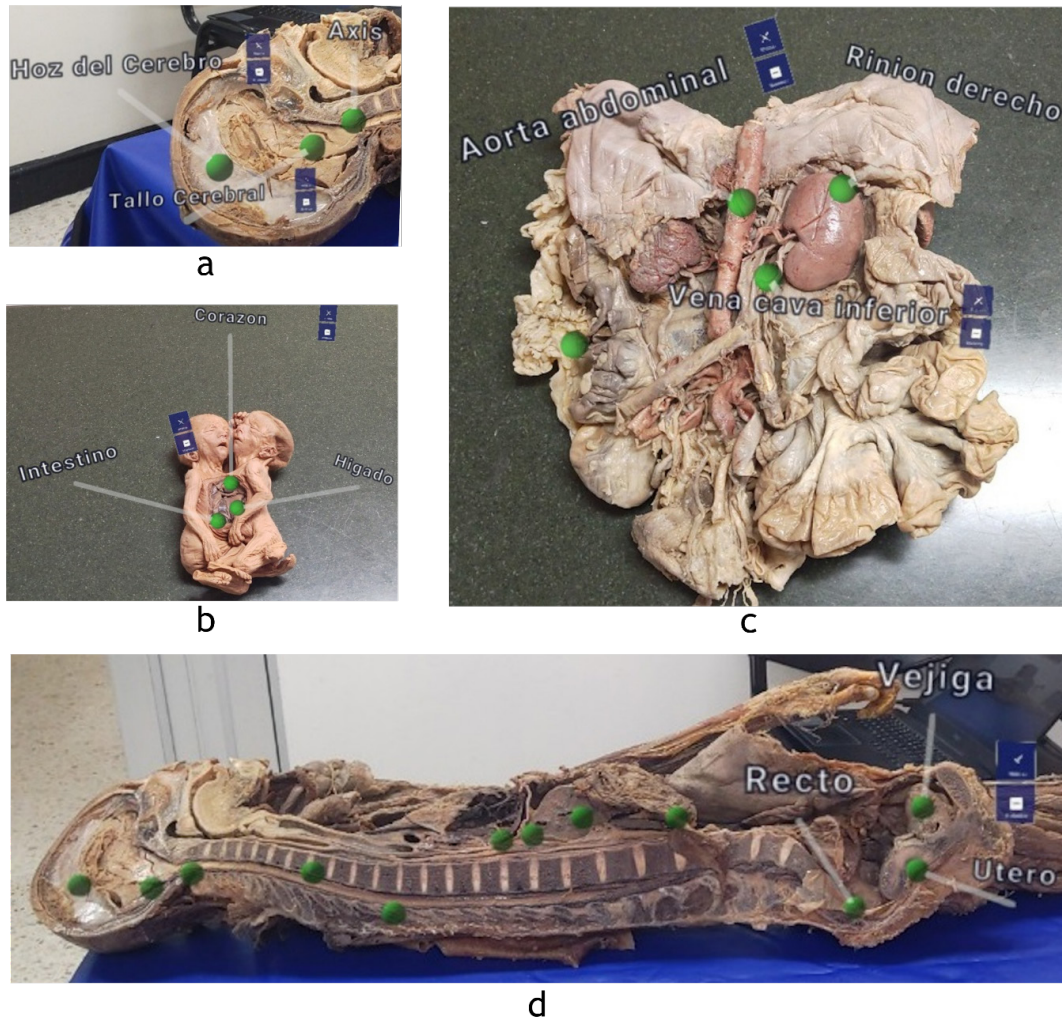 Axis
Hoz del Cerebro
Tallo Cerebral
a
Corazon
Intestino
Higado
b
Aorta abdominal
Rinion derecho
Vena cava inferior
c
Vejiga
Recto
Utero
d